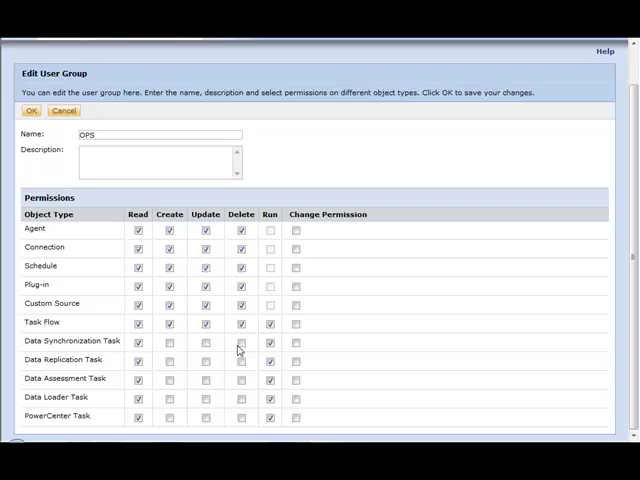 Help
Edit User Group
You can edit the user group here. Enter the name, description and select permissions on different object types. Click OK to save your changes.
OK Cancel
Name: OPS
Description:
Permissions
Object Type Read Create Update Delete Run Change Permission
Agent
Connection
Schedule
Plug-in
Custom Source
Task Flow
Data Synchronization Task
Data Replication Task
Data Assessment Task
Data Loader Task
PowerCenter Task